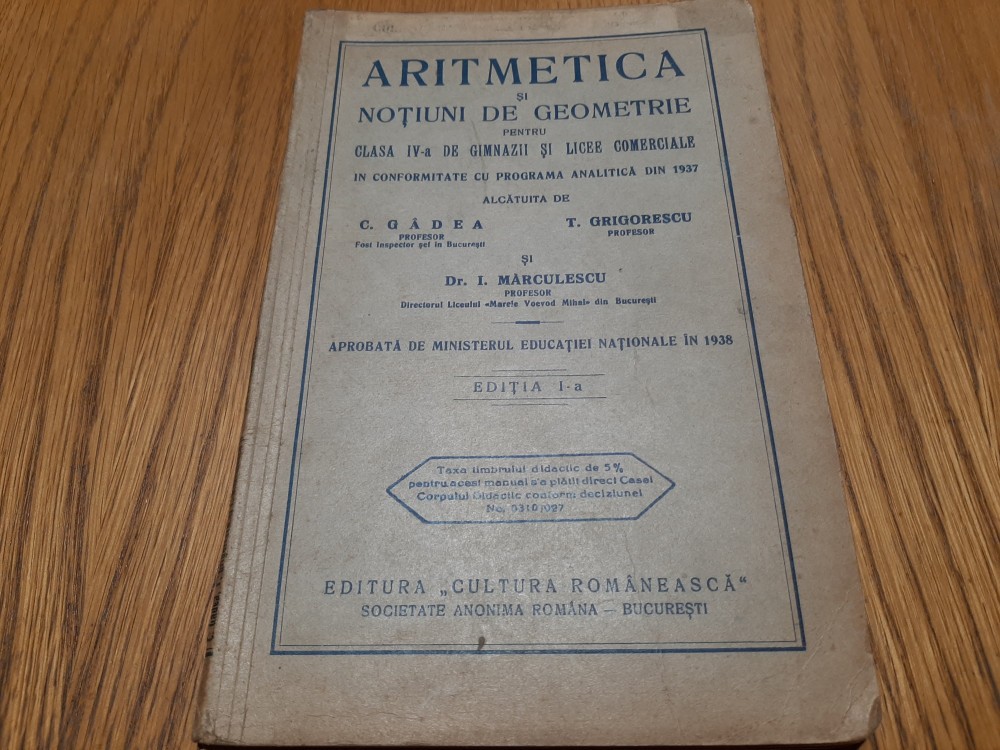 ARITMETICA
ȘI
NOȚIUNI DE GEOMETRIE
PENTRU
CLASA IV-a DE GIMNAZII ȘI LICEE COMERCIALE
IN CONFORMITATE CU PROGRAMA ANALITICĂ DIN 1937
ALCĂTUITA DE
C. GÂDEA T. GRIGORESCU
PROFESOR PROFESOR
Fost Inspector șef in București
ȘI
Dr. I. MĂRCULESCU
PROFESOR
Directorul Liceului «Marele Voevod Mihai» din București
APROBATĂ DE MINISTERUL EDUCAȚIEI NAȚIONALE ÎN 1938
EDIȚIA I-a
Taxa timbrului didactic de 5%
pentru acest manual s'a plătit direct Casei
Corpului Didactic conform deciziunei
No.
EDITURA „CULTURA ROMÂNEASCĂ“
SOCIETATE ANONIMA ROMÂNA — BUCUREȘTI